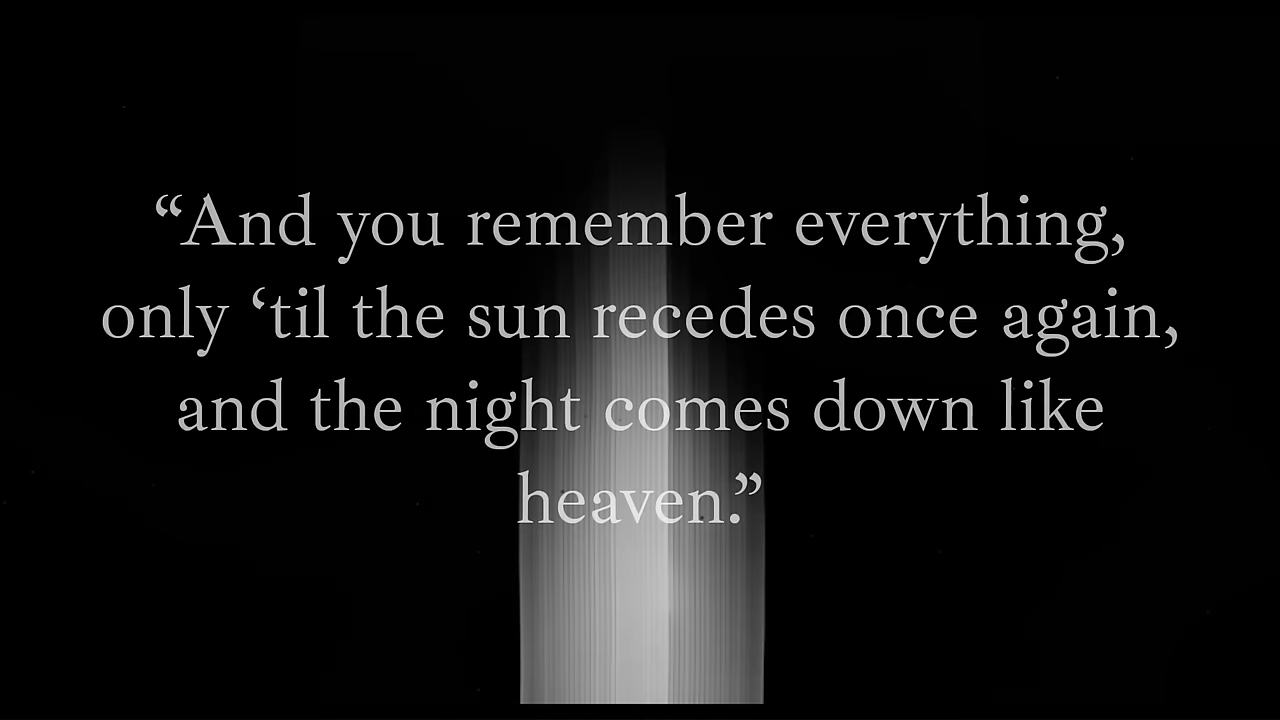 “And you remember everything,
only ‘til the sun recedes once again,
and the night comes down like
heaven.”